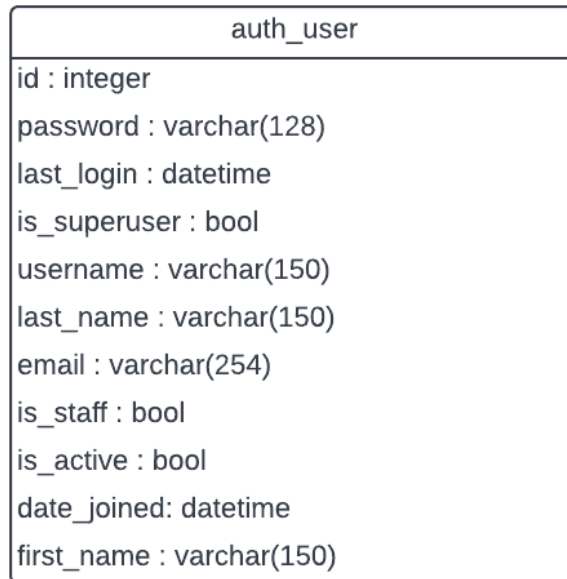 auth_user
id : integer
password : varchar(128)
last_login : datetime
is_superuser : bool
username : varchar(150)
last_name : varchar(150)
email : varchar(254)
is_staff : bool
is_active : bool
date_joined: datetime
first_name : varchar(150)